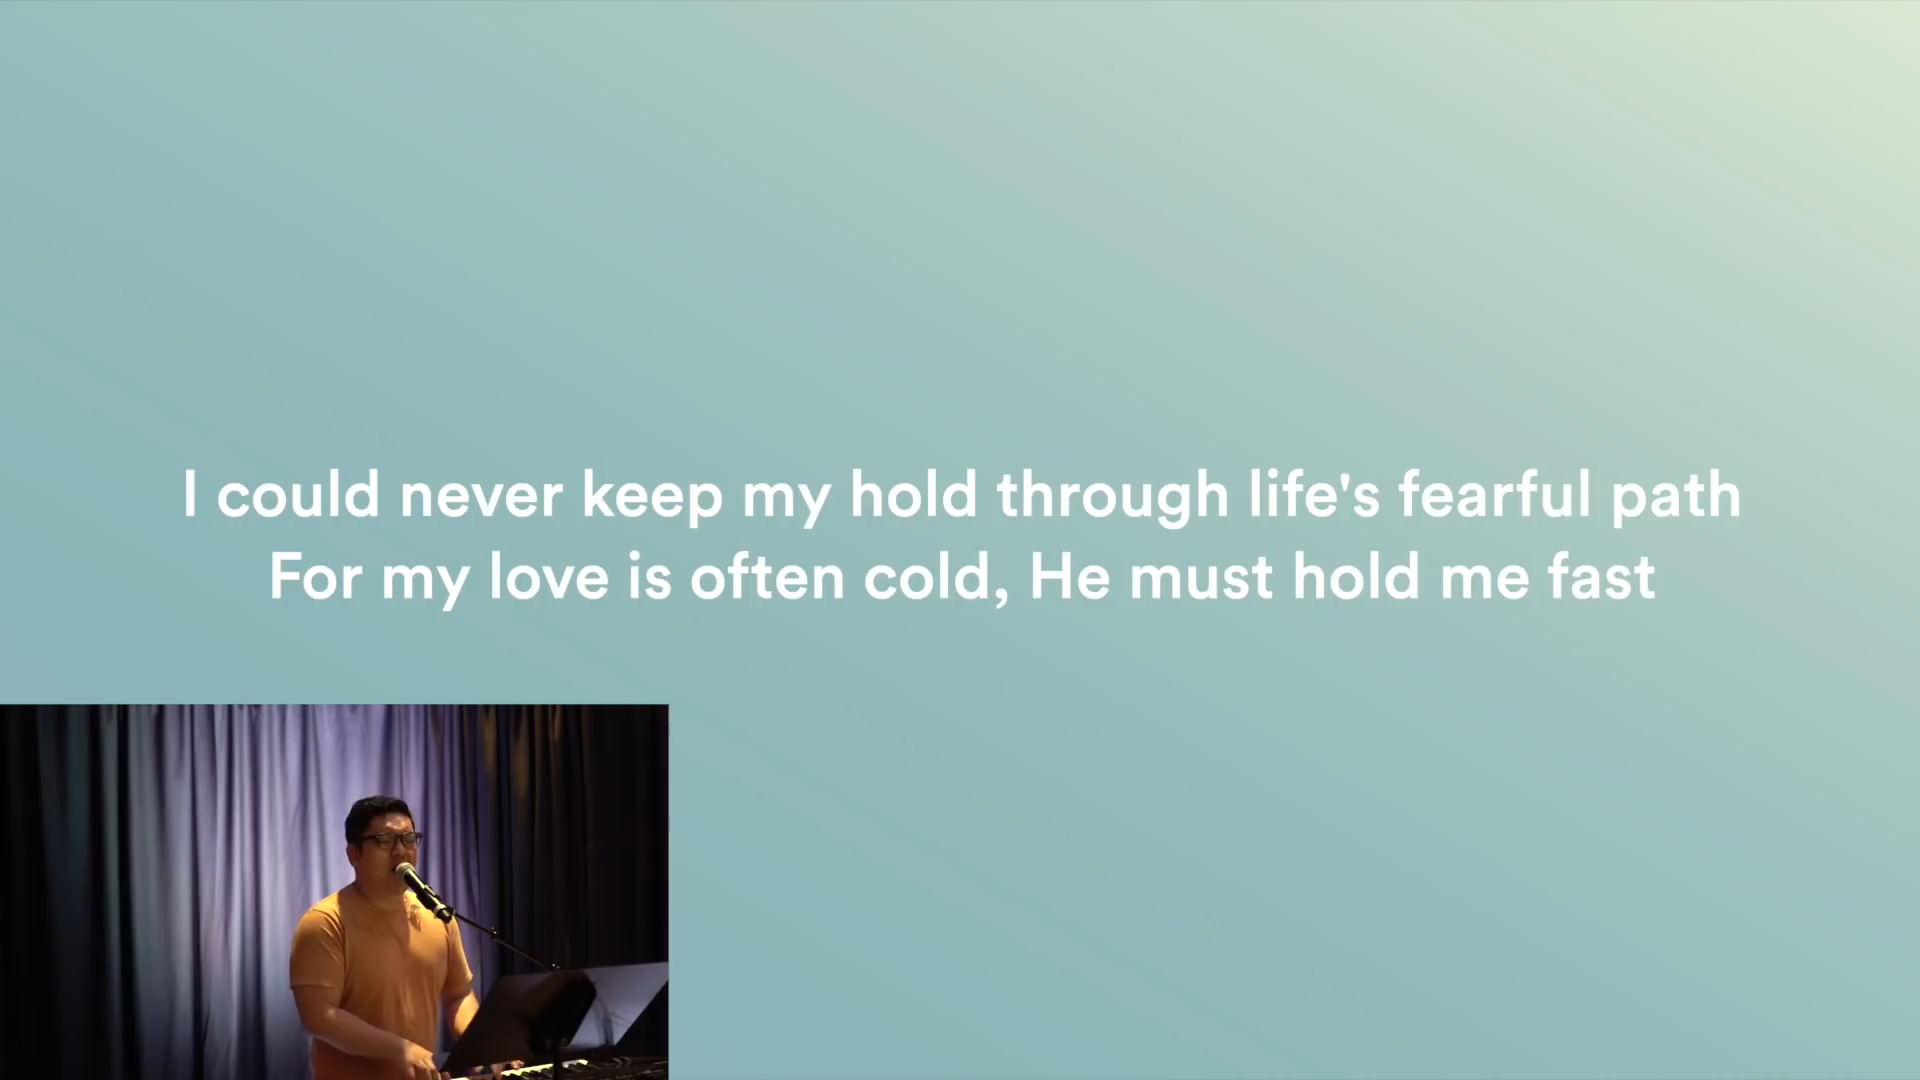 I could never keep my hold through life's fearful path
For my love is often cold, He must hold me fast